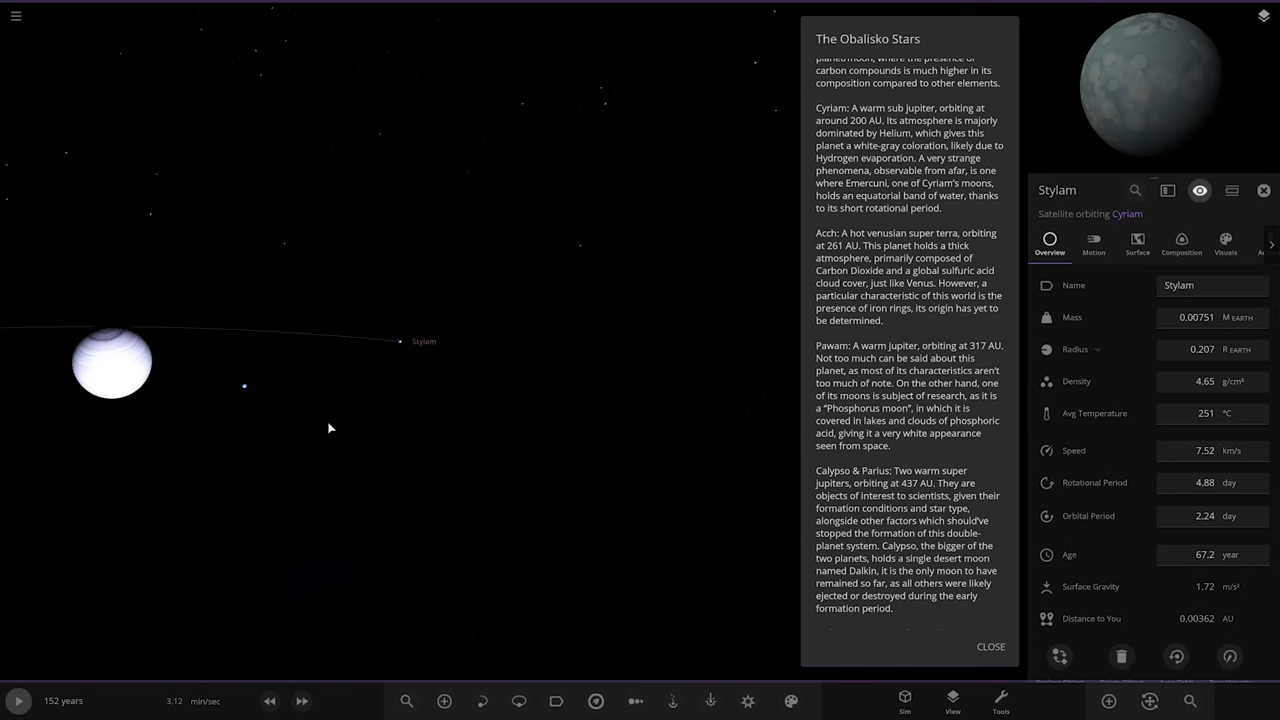 The Obalisko Stars
planet/moon, where the presence of
carbon compounds is much higher in its
composition compared to other elements.
Cyriam: A warm sub jupiter, orbiting at
around 200 AU. Its atmosphere is majorly
dominated by Helium, which gives this
planet a white-gray coloration, likely due to
Hydrogen evaporation. A very strange
phenomena, observable from afar, is one
where Emercuni, one of Cyriam's moons,
holds an equatorial band of water, thanks
to its short rotational period.
Acch: A hot venusian super terra, orbiting
at 261 AU. This planet holds a thick
atmosphere, primarily composed of
Carbon Dioxide and a global sulfuric acid
cloud cover, just like Venus. However, a
particular characteristic of this world is the
presence of iron rings, its origin has yet to
be determined.
Pawam: A warm jupiter, orbiting at 317 AU.
Not too much can be said about this
planet, as most of its characteristics aren't
too much of note. On the other hand, one
of its moons is subject of research, as it is
a "Phosphorus moon", in which it is
covered in lakes and clouds of phosphoric
acid, giving it a very white appearance
seen from space.
Calypso & Parius: Two warm super
jupiters, orbiting at 437 AU. They are
objects of interest to scientists, given their
formation conditions and star type,
alongside other factors which should've
stopped the formation of this double-
planet system. Calypso, the bigger of the
two planets, holds a single desert moon
named Dalkin, it is the only moon to have
remained so far, as all others were likely
ejected or destroyed during the early
formation period.
CLOSE
Stylam
Stylam
Satellite orbiting Cyriam
Overview Motion Surface Composition Visuals
Name Stylam
Mass 0.00751 M EARTH
Radius 0.207 R EARTH
Density 4.65 g/cm³
Avg Temperature 251 °C
Speed 7.52 km/s
Rotational Period 4.88 day
Orbital Period 2.24 day
Age 67.2 year
Surface Gravity 1.72 m/s²
Distance to You 0.00362 AU
152 years 3.12 min/sec
Sim View Tools